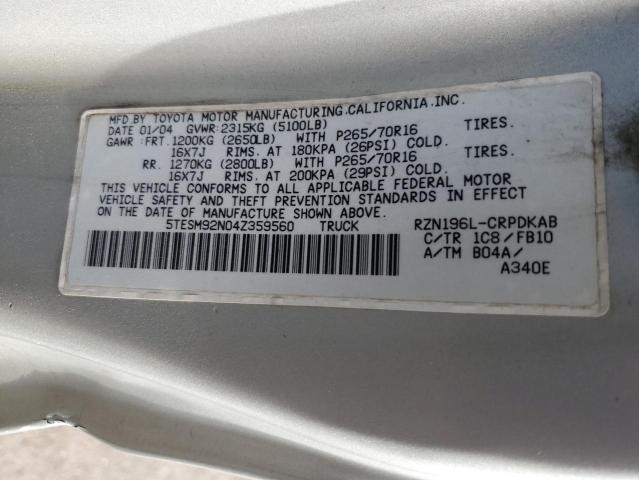 MFD.BY TOYOTA MOTOR MANUFACTURING.CALIFORNIA.INC.
DATE 01/04 GVWR:2315KG (5100LB)
GAWR :FRT.1200KG (2650LB) WITH P265/70R16 TIRES.
16X7J RIMS. AT 180KPA (26PSI) COLD.
RR. 1270KG (2800LB) WITH P265/70R16 TIRES.
16X7J RIMS. AT 200KPA (29PSI) COLD.
THIS VEHICLE CONFORMS TO ALL APPLICABLE FEDERAL MOTOR
VEHICLE SAFETY AND THEFT PREVENTION STANDARDS IN EFFECT
ON THE DATE OF MANUFACTURE SHOWN ABOVE.
5TESM92N04Z359560 TRUCK RZN196L-CRPDKAB
C/TR 1C8/FB10
A/TM B04A/
A340E